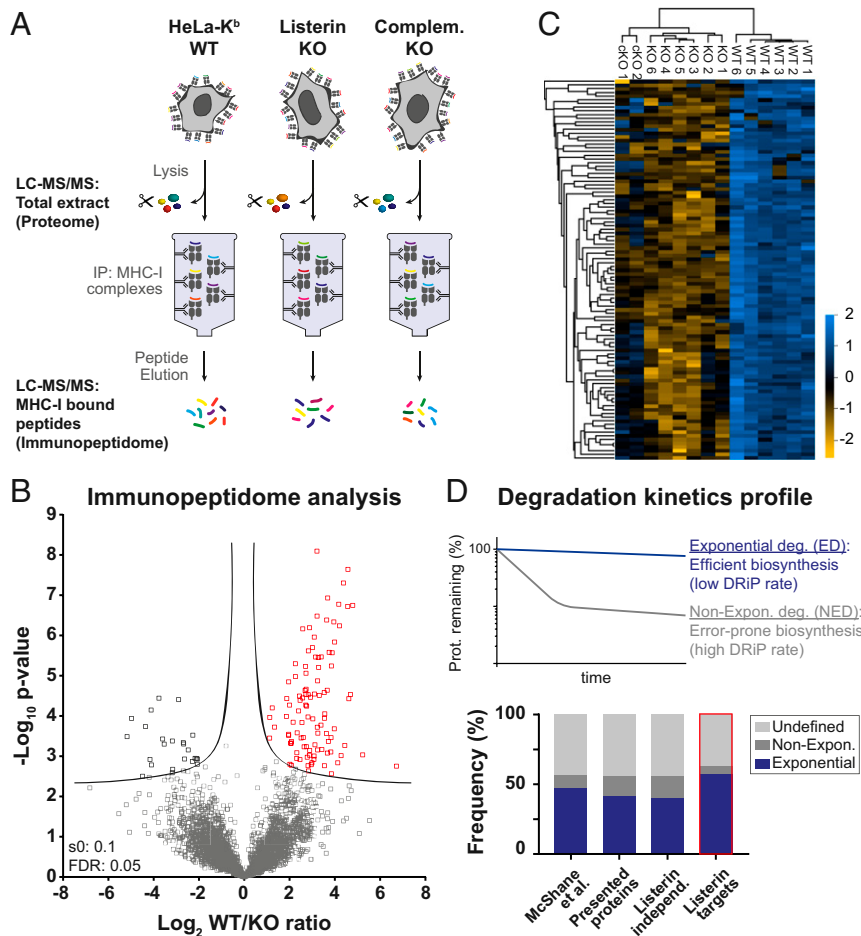 A
HeLa-Kᵇ
WT
Listerin
KO
Complem.
KO
Lysis
LC-MS/MS:
Total extract
(Proteome)
IP: MHC-I
complexes
Peptide
Elution
LC-MS/MS:
MHC-I bound
peptides
(Immunopeptidome)
C
cKO 1
cKO 2
KO 6
KO 4
KO 5
KO 3
KO 2
KO 1
WT 6
WT 5
WT 4
WT 3
WT 2
WT 1
2
1
0
-1
-2
B
Immunopeptidome analysis
-Log₁₀ p-value
9
8
7
6
5
4
3
2
1
0
s0: 0.1
FDR: 0.05
-8
-6
-4
-2
0
2
4
6
8
Log₂ WT/KO ratio
D
Degradation kinetics profile
Prot. remaining (%)
100
time
Exponential deg. (ED):
Efficient biosynthesis
(low DRiP rate)
Non-Expon. deg. (NED):
Error-prone biosynthesis
(high DRiP rate)
Frequency (%)
100
50
0
Undefined
Non-Expon.
Exponential
McShane
et al.
Presented
proteins
Listerin
independ.
Listerin
targets